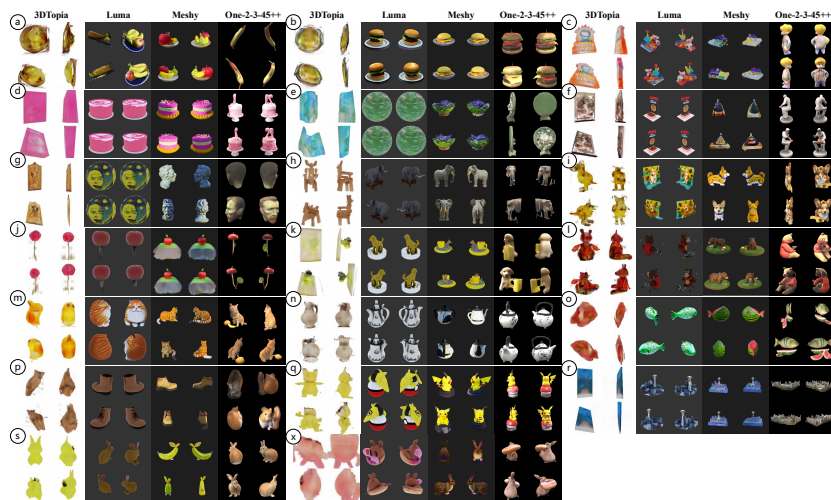 3DTopia Luma Meshy One-2-3-45++ 3DTopia Luma Meshy One-2-3-45++ 3DTopia Luma Meshy One-2-3-45++
a b c
d e f
g h i
j k l
m n o
p q r
s x